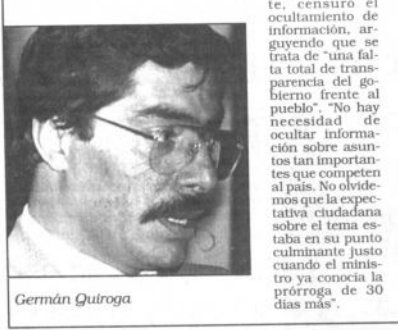 te, censuró el
ocultamiento de
información, ar-
guyendo que se
trata de "una fal-
ta total de trans-
parencia del go-
bierno frente al
pueblo". "No hay
necesidad de
ocultar informa-
ción sobre asun-
tos tan importan-
tes que competen
al país. No olvide-
mos que la expec-
tativa ciudadana
sobre el tema es-
taba en su punto
culminante justo
cuando el minis-
tro ya conocía la
prórroga de 30
días más".
Germán Quiroga